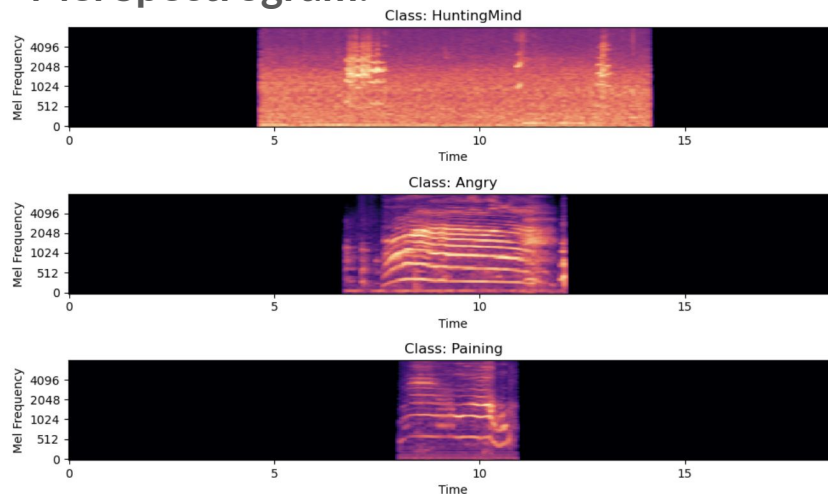 Mel Spectrogram.
Class: HuntingMind
Mel Frequency
4096
2048
1024
512
0
0 5 10 15
Time
Class: Angry
Mel Frequency
4096
2048
1024
512
0
0 5 10 15
Time
Class: Paining
Mel Frequency
4096
2048
1024
512
0
0 5 10 15
Time